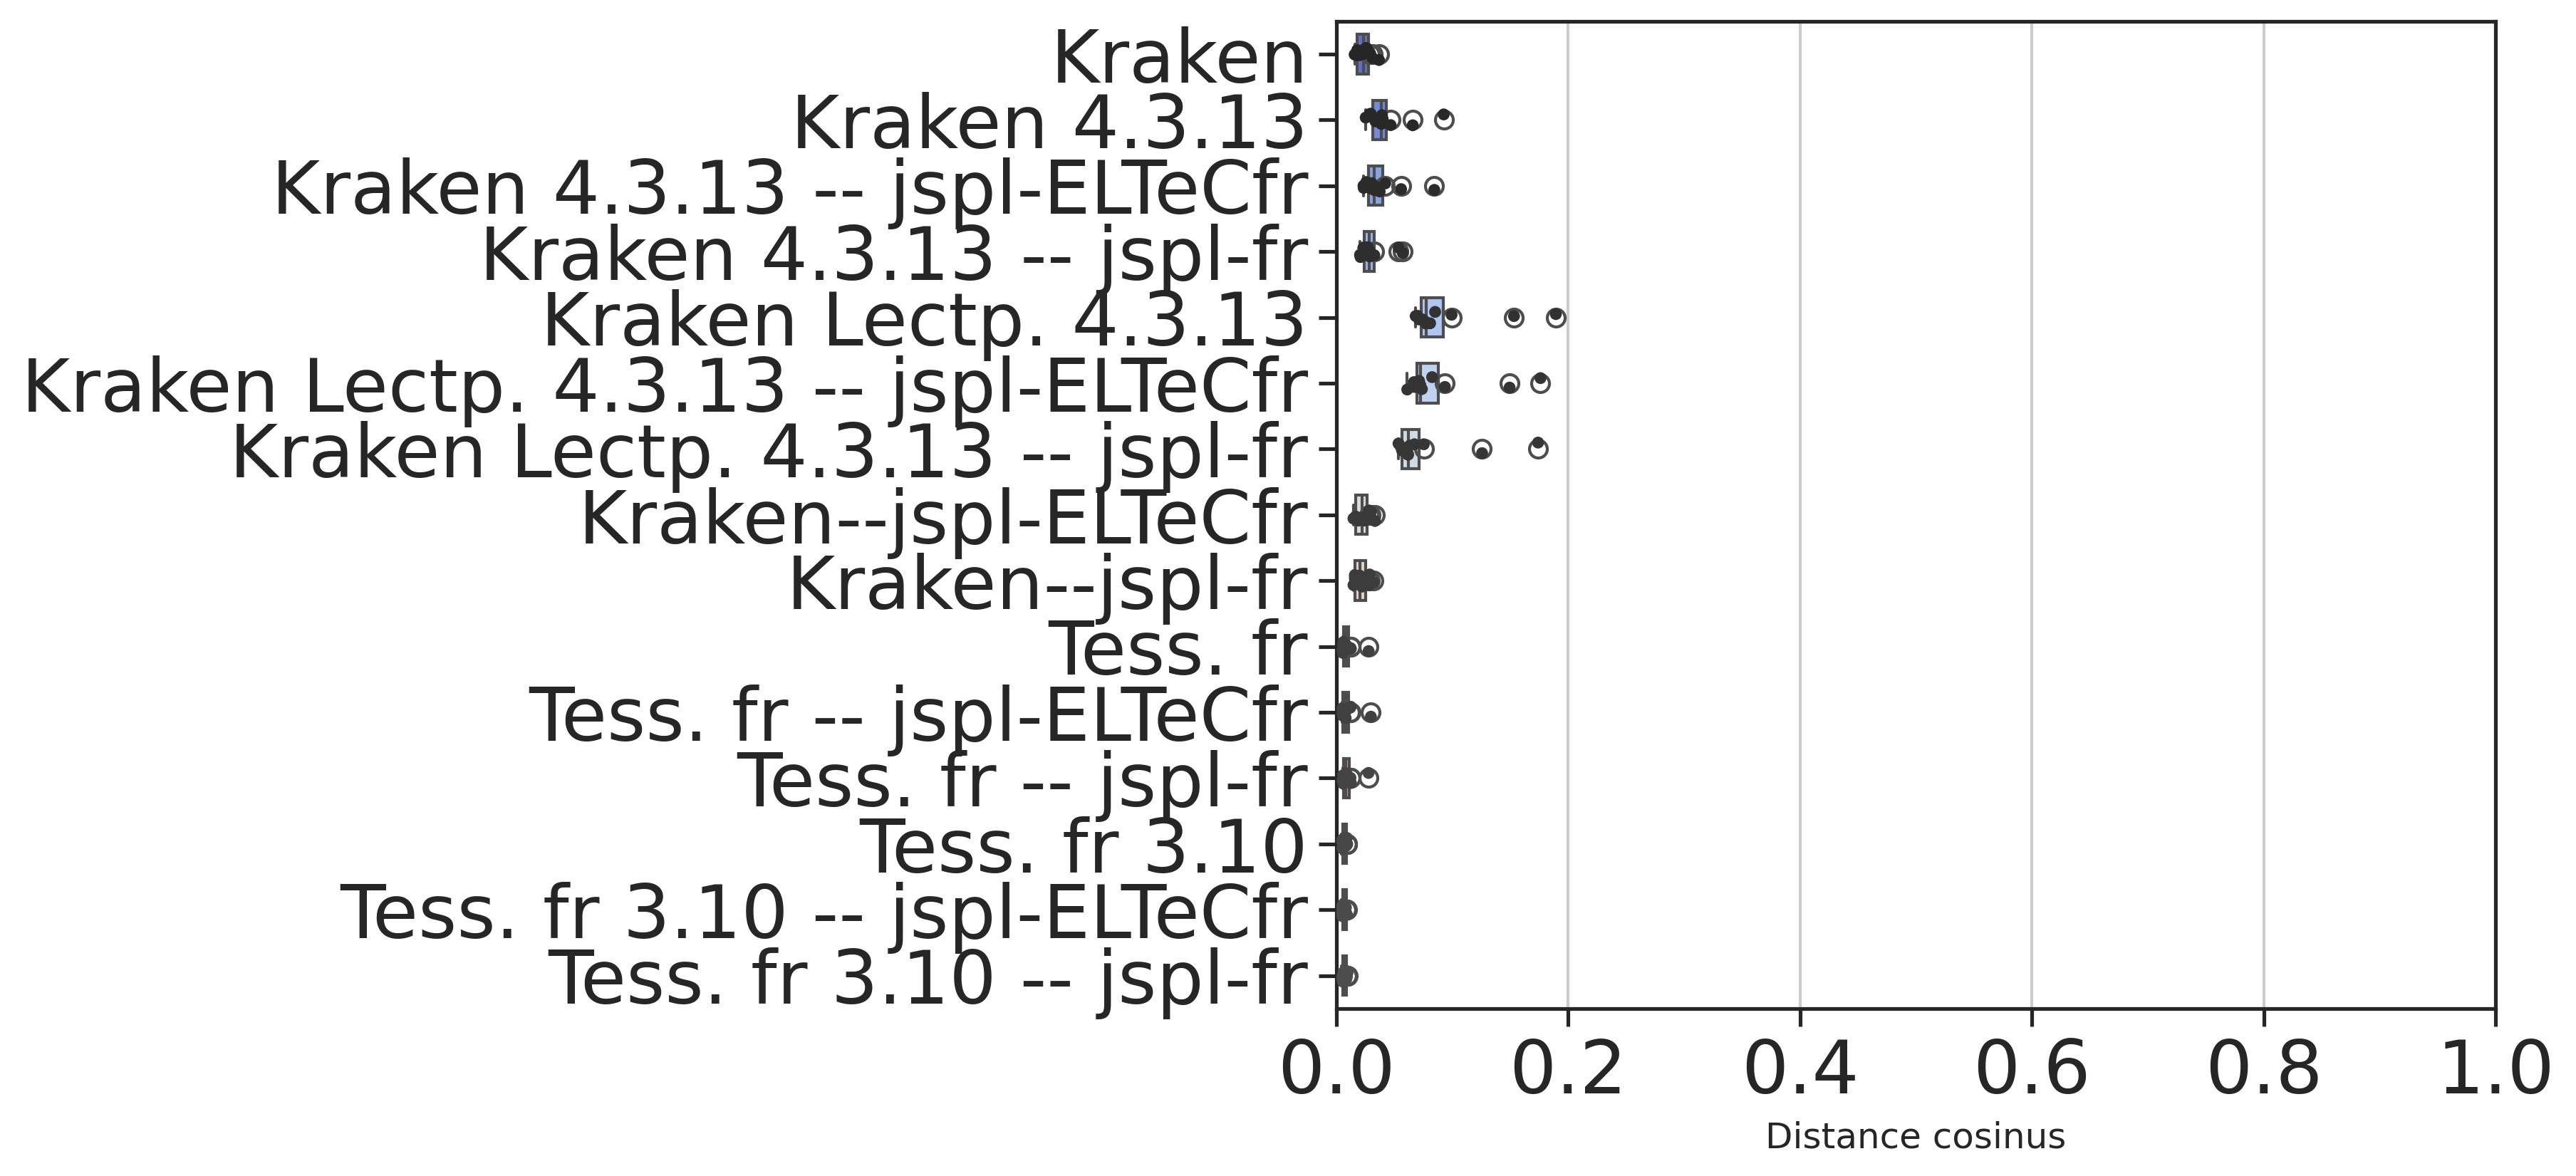 Kraken
Kraken 4.3.13
Kraken 4.3.13 -- jspl-ELTeCfr
Kraken 4.3.13 -- jspl-fr
Kraken Lectp. 4.3.13
Kraken Lectp. 4.3.13 -- jspl-ELTeCfr
Kraken Lectp. 4.3.13 -- jspl-fr
Kraken--jspl-ELTeCfr
Kraken--jspl-fr
Tess. fr
Tess. fr -- jspl-ELTeCfr
Tess. fr -- jspl-fr
Tess. fr 3.10
Tess. fr 3.10 -- jspl-ELTeCfr
Tess. fr 3.10 -- jspl-fr
0.0 0.2 0.4 0.6 0.8 1.0
Distance cosinus